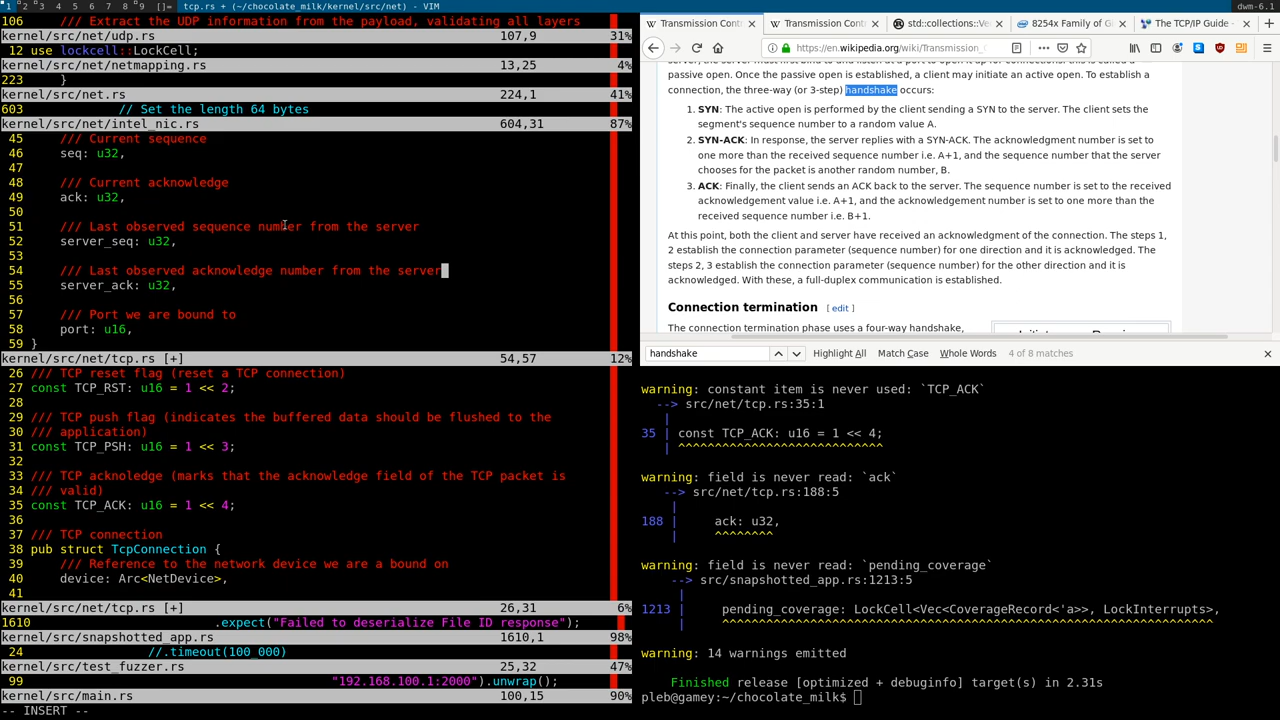 1 2 3 4 5 6 7 8 9 []= tcp.rs + (~/chocolate_milk/kernel/src/net) - VIM dwm-6.1
106 /// Extract the UDP information from the payload, validating all layers
kernel/src/net/udp.rs 107,9 31%
12 use lockcell::LockCell;
kernel/src/net/netmapping.rs 13,25 4%
223 }
kernel/src/net.rs 224,1 41%
603 // Set the length 64 bytes
kernel/src/net/intel_nic.rs 604,31 87%
45 /// Current sequence
46 seq: u32,
47
48 /// Current acknowledge
49 ack: u32,
50
51 /// Last observed sequence number from the server
52 server_seq: u32,
53
54 /// Last observed acknowledge number from the server
55 server_ack: u32,
56
57 /// Port we are bound to
58 port: u16,
59 }
kernel/src/net/tcp.rs [+] 54,57 12%
26 /// TCP reset flag (reset a TCP connection)
27 const TCP_RST: u16 = 1 << 2;
28
29 /// TCP push flag (indicates the buffered data should be flushed to the
30 /// application)
31 const TCP_PSH: u16 = 1 << 3;
32
33 /// TCP acknoledge (marks that the acknowledge field of the TCP packet is
34 /// valid)
35 const TCP_ACK: u16 = 1 << 4;
36
37 /// TCP connection
38 pub struct TcpConnection {
39 /// Reference to the network device we are a bound on
40 device: Arc<NetDevice>,
41
kernel/src/net/tcp.rs [+] 26,31 6%
1610 .expect("Failed to deserialize File ID response");
kernel/src/snapshotted_app.rs 1610,1 98%
24 //.timeout(100_000)
kernel/src/test_fuzzer.rs 25,32 47%
99 "192.168.100.1:2000").unwrap();
kernel/src/main.rs 100,15 90%
-- INSERT --
Transmission Cont Transmission Conti std::collections::Vec 8254x Family of Gig The TCP/IP Guide -
https://en.wikipedia.org/wiki/Transmission_C
passive open. Once the passive open is established, a client may initiate an active open. To establish a
connection, the three-way (or 3-step) handshake occurs:
1. SYN: The active open is performed by the client sending a SYN to the server. The client sets the
segment's sequence number to a random value A.
2. SYN-ACK: In response, the server replies with a SYN-ACK. The acknowledgment number is set to
one more than the received sequence number i.e. A+1, and the sequence number that the server
chooses for the packet is another random number, B.
3. ACK: Finally, the client sends an ACK back to the server. The sequence number is set to the received
acknowledgement value i.e. A+1, and the acknowledgement number is set to one more than the
received sequence number i.e. B+1.
At this point, both the client and server have received an acknowledgment of the connection. The steps 1,
2 establish the connection parameter (sequence number) for one direction and it is acknowledged. The
steps 2, 3 establish the connection parameter (sequence number) for the other direction and it is
acknowledged. With these, a full-duplex communication is established.
Connection termination [ edit ]
The connection termination phase uses a four-way handshake,
handshake Highlight All Match Case Whole Words 4 of 8 matches
warning: constant item is never used: `TCP_ACK`
--> src/net/tcp.rs:35:1
|
35 | const TCP_ACK: u16 = 1 << 4;
| ^^^^^^^^^^^^^^^^^^^^^^^^^^^^
warning: field is never read: `ack`
--> src/net/tcp.rs:188:5
|
188 | ack: u32,
| ^^^^^^^^
warning: field is never read: `pending_coverage`
--> src/snapshotted_app.rs:1213:5
|
1213 | pending_coverage: LockCell<Vec<CoverageRecord<'a>>, LockInterrupts>,
| ^^^^^^^^^^^^^^^^^^^^^^^^^^^^^^^^^^^^^^^^^^^^^^^^^^^^^^^^^^^^^^^^^^^
warning: 14 warnings emitted
Finished release [optimized + debuginfo] target(s) in 2.31s
pleb@gamey:~/chocolate_milk$